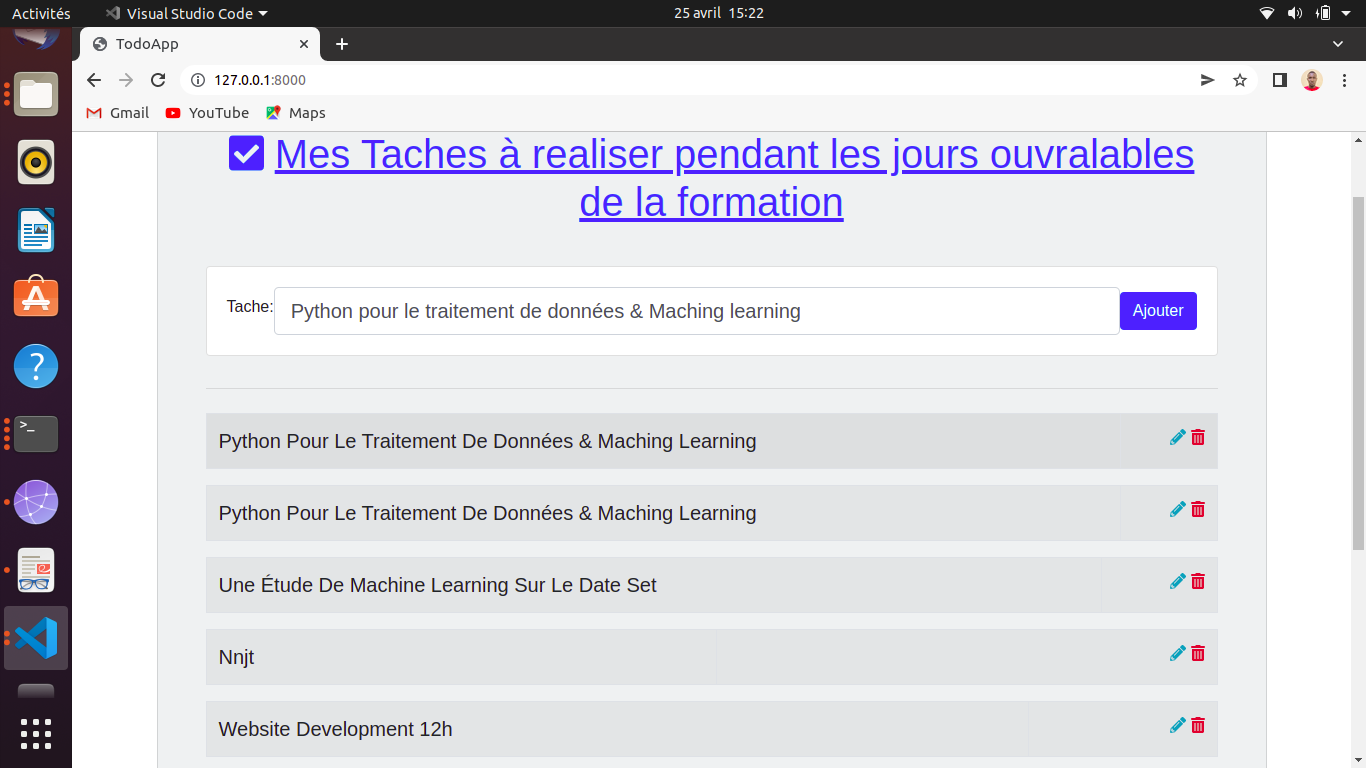 Activités
Visual Studio Code
25 avril 15:22
TodoApp
127.0.0.1:8000
Gmail
YouTube
Maps
Mes Taches à realiser pendant les jours ouvralables
de la formation
Tache:
Python pour le traitement de données & Maching learning
Ajouter
Python Pour Le Traitement De Données & Maching Learning
Python Pour Le Traitement De Données & Maching Learning
Une Étude De Machine Learning Sur Le Date Set
Nnjt
Website Development 12h